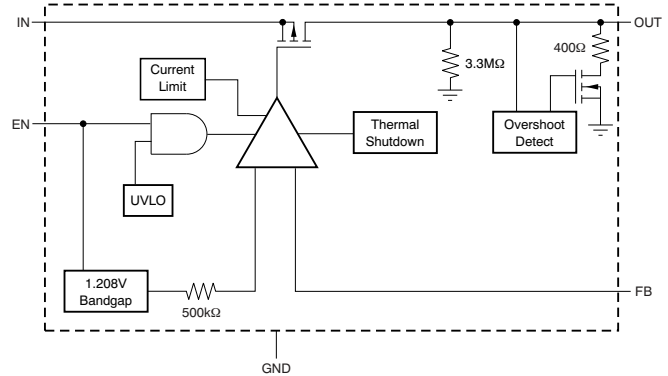 IN
OUT
400Ω
3.3MΩ
Current
Limit
EN
Thermal
Shutdown
Overshoot
Detect
UVLO
1.208V
Bandgap
500kΩ
FB
GND